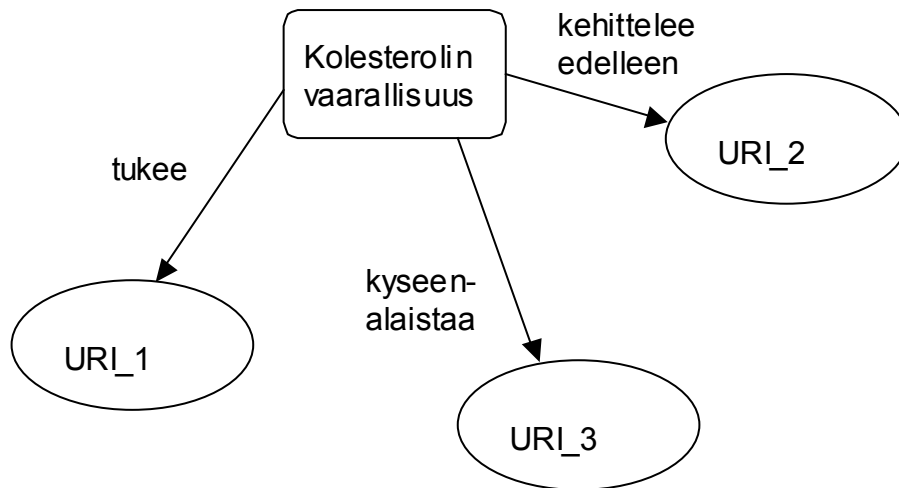 kehittelee
edelleen
Kolesterolin
vaarallisuus
URI_2
tukee
kyseen-
alaistaa
URI_1
URI_3